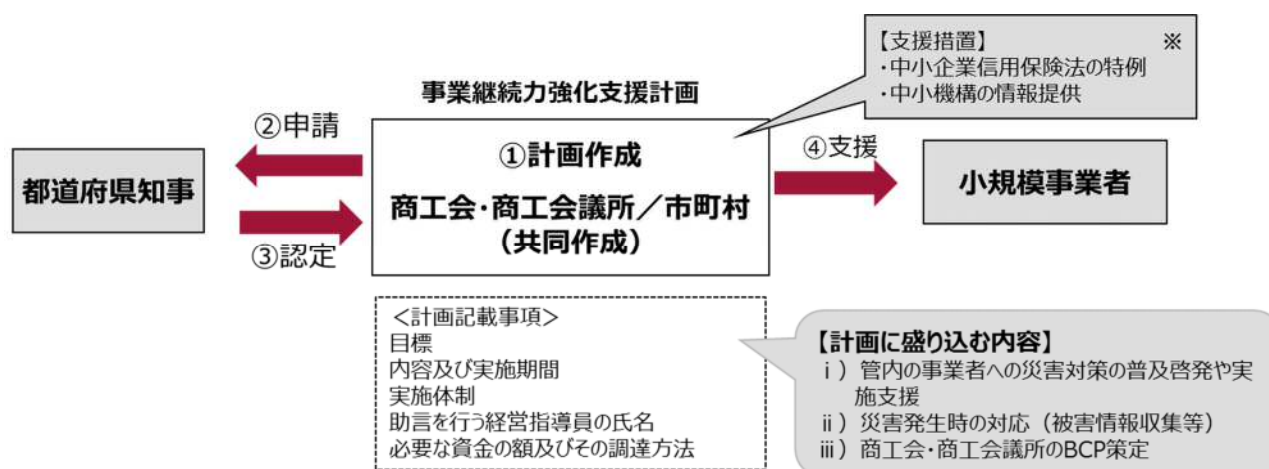 【支援措置】 ※
・中小企業信用保険法の特例
・中小機構の情報提供
事業継続力強化支援計画
②申請
①計画作成
④支援
都道府県知事
商工会・商工会議所／市町村
（共同作成）
小規模事業者
③認定
＜計画記載事項＞
目標
内容及び実施期間
実施体制
助言を行う経営指導員の氏名
必要な資金の額及びその調達方法
【計画に盛り込む内容】
ⅰ）管内の事業者への災害対策の普及啓発や実
施支援
ⅱ）災害発生時の対応（被害情報収集等）
ⅲ）商工会・商工会議所のBCP策定